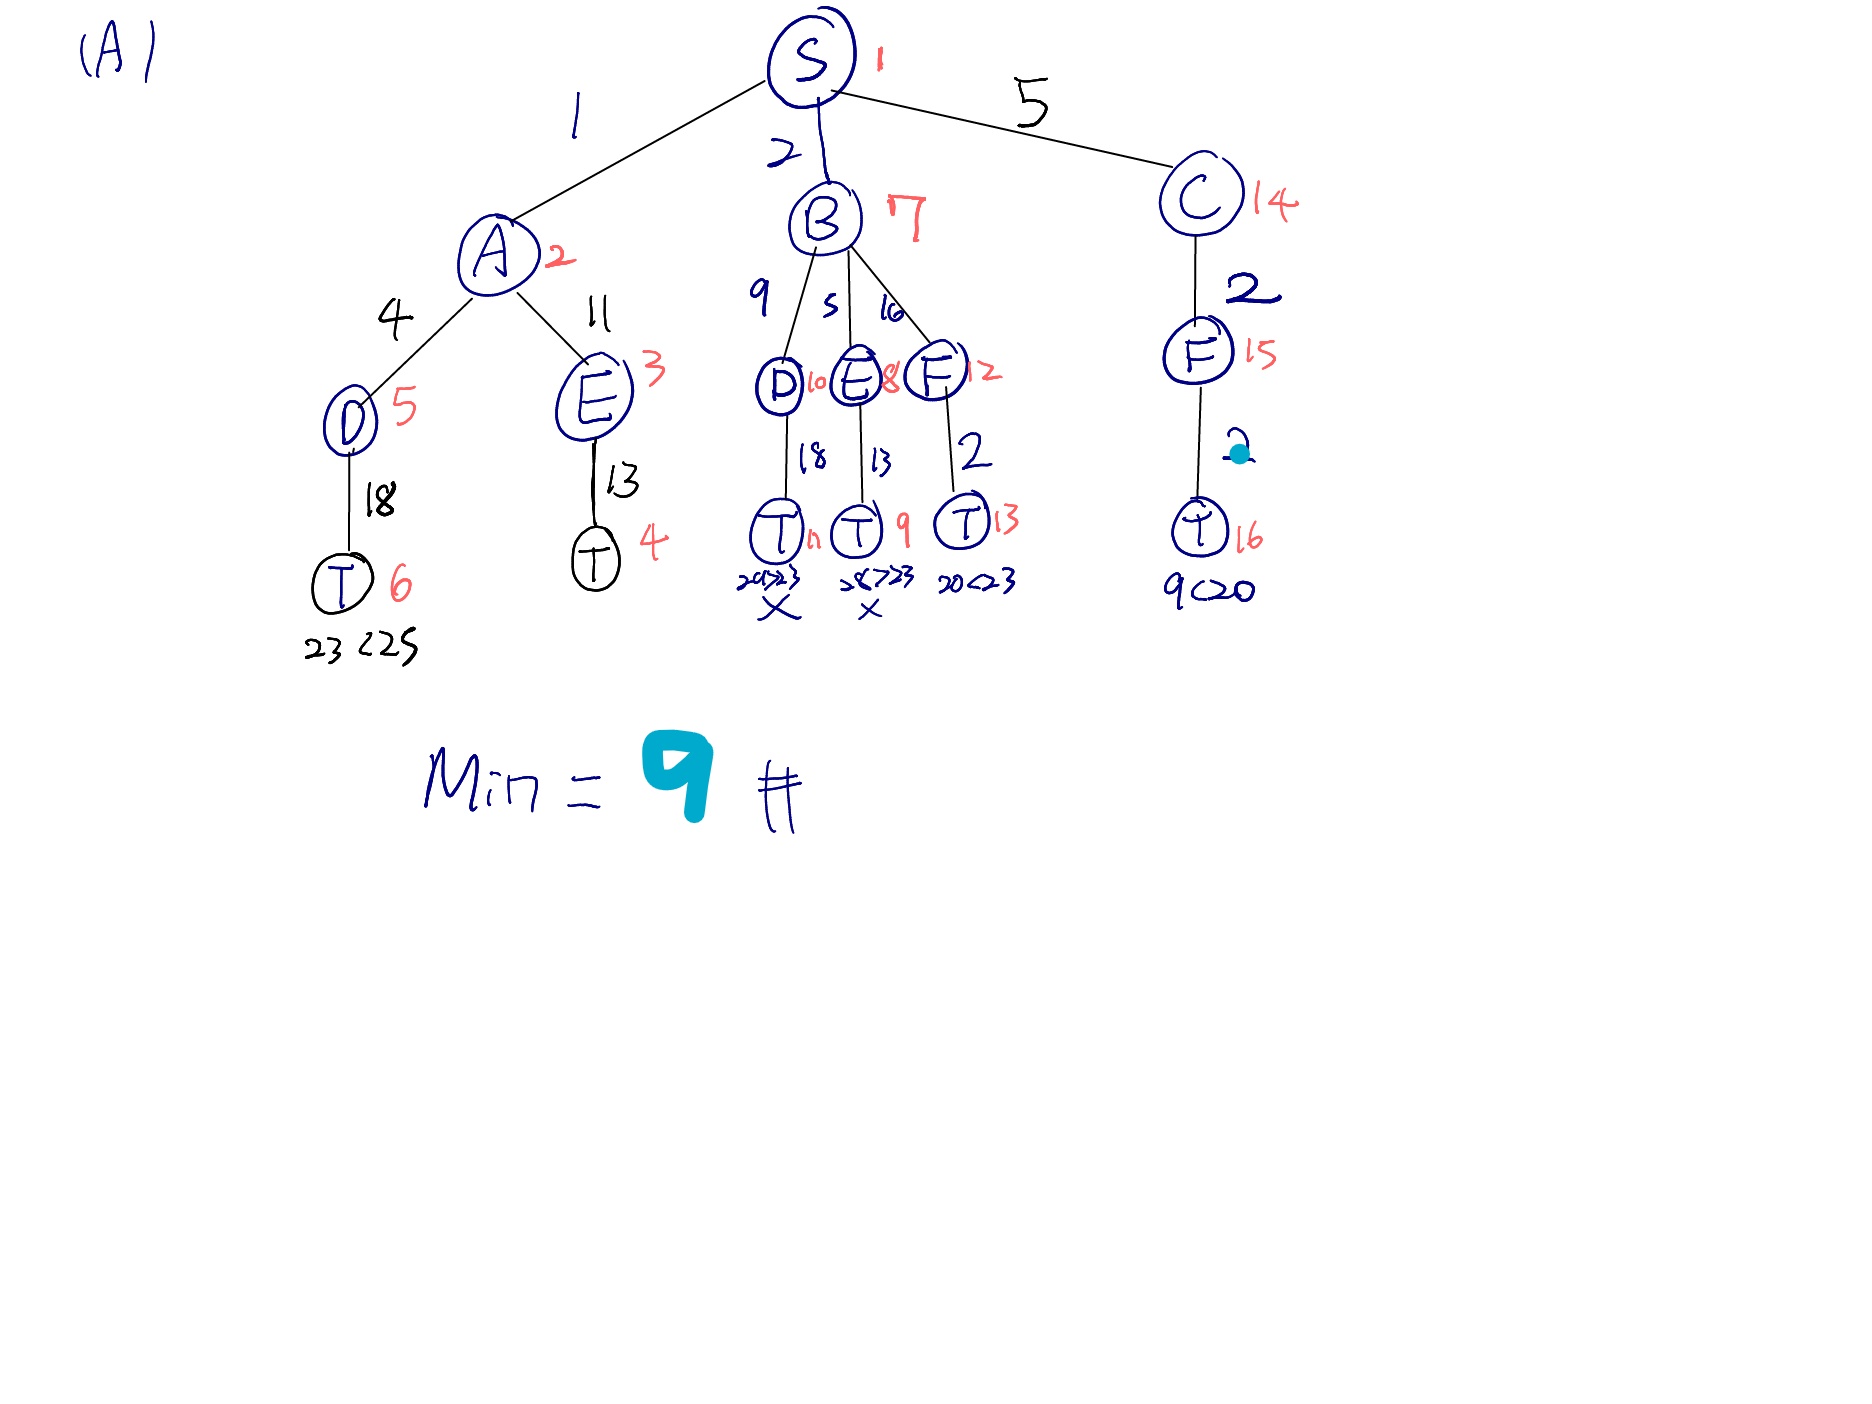 (A)
S 1
1 2 5
A 2 B 7 C 14
4 11 9 5 16 2
D 5 E 3 D 10 E 8 F 12 F 15
18 13 18 13 2 2
T 6 T 4 T 11 T 9 T 13 T 16
23<25 29>23 28>23 20<23 9<20
X X
Min = 9 #